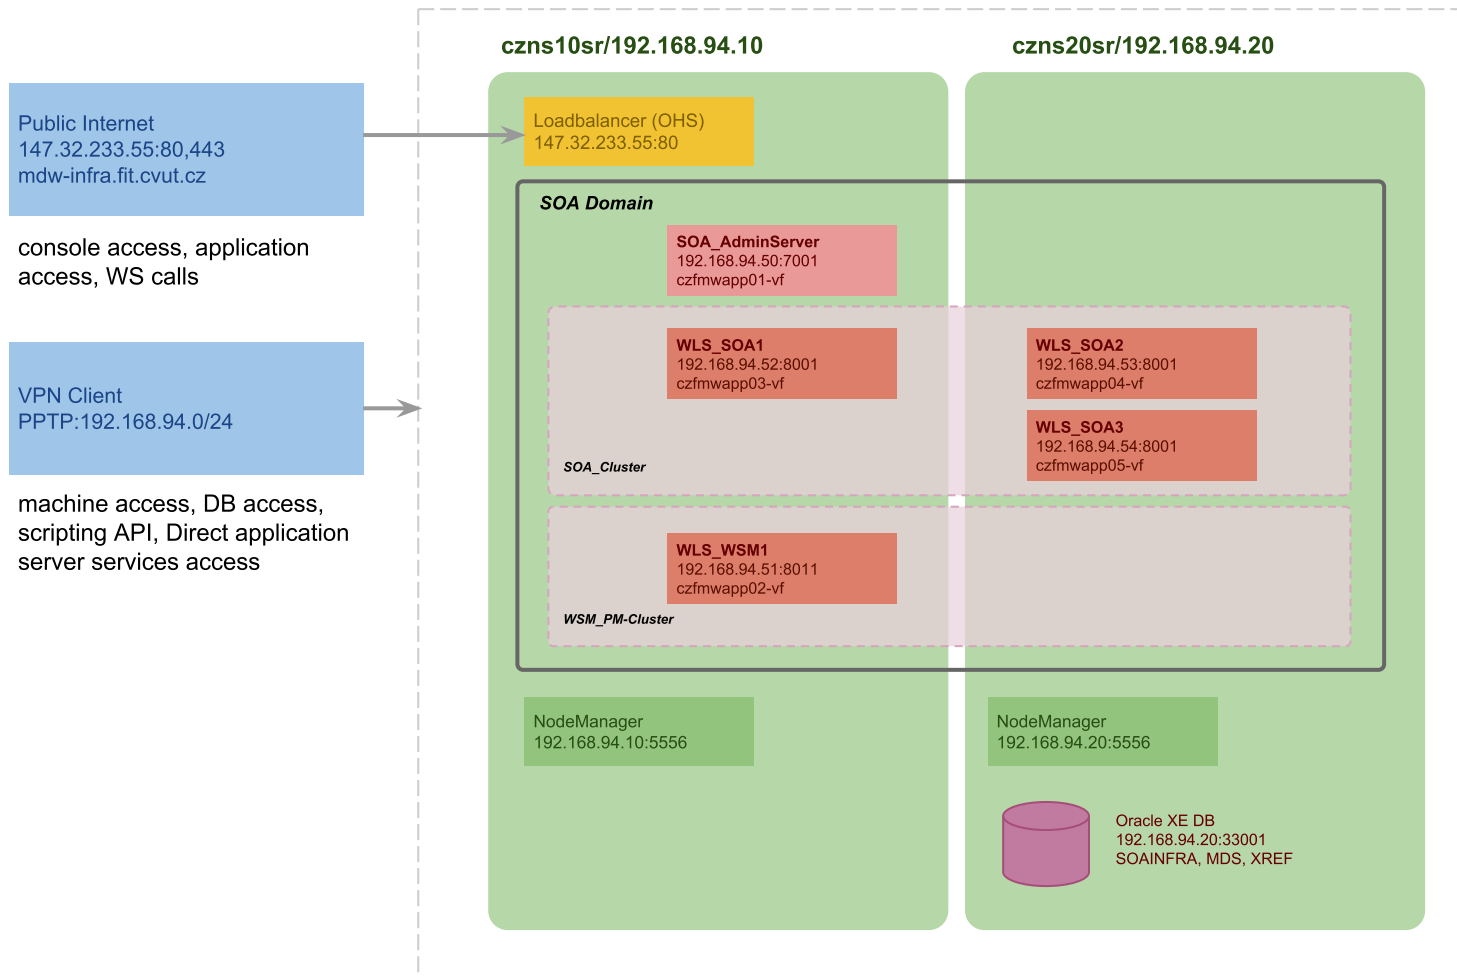 czns10sr/192.168.94.10
czns20sr/192.168.94.20
Public Internet
147.32.233.55:80,443
mdw-infra.fit.cvut.cz
console access, application
access, WS calls
VPN Client
PPTP:192.168.94.0/24
machine access, DB access,
scripting API, Direct application
server services access
Loadbalancer (OHS)
147.32.233.55:80
SOA Domain
SOA_AdminServer
192.168.94.50:7001
czfmwapp01-vf
WLS_SOA1
192.168.94.52:8001
czfmwapp03-vf
WLS_SOA2
192.168.94.53:8001
czfmwapp04-vf
WLS_SOA3
192.168.94.54:8001
czfmwapp05-vf
SOA_Cluster
WLS_WSM1
192.168.94.51:8011
czfmwapp02-vf
WSM_PM-Cluster
NodeManager
192.168.94.10:5556
NodeManager
192.168.94.20:5556
Oracle XE DB
192.168.94.20:33001
SOAINFRA, MDS, XREF